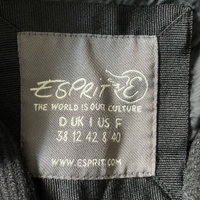 ESPRIT E
THE WORLD IS OUR CULTURE
D UK I US F
38 12 42 8 40
WWW.ESPRIT.COM